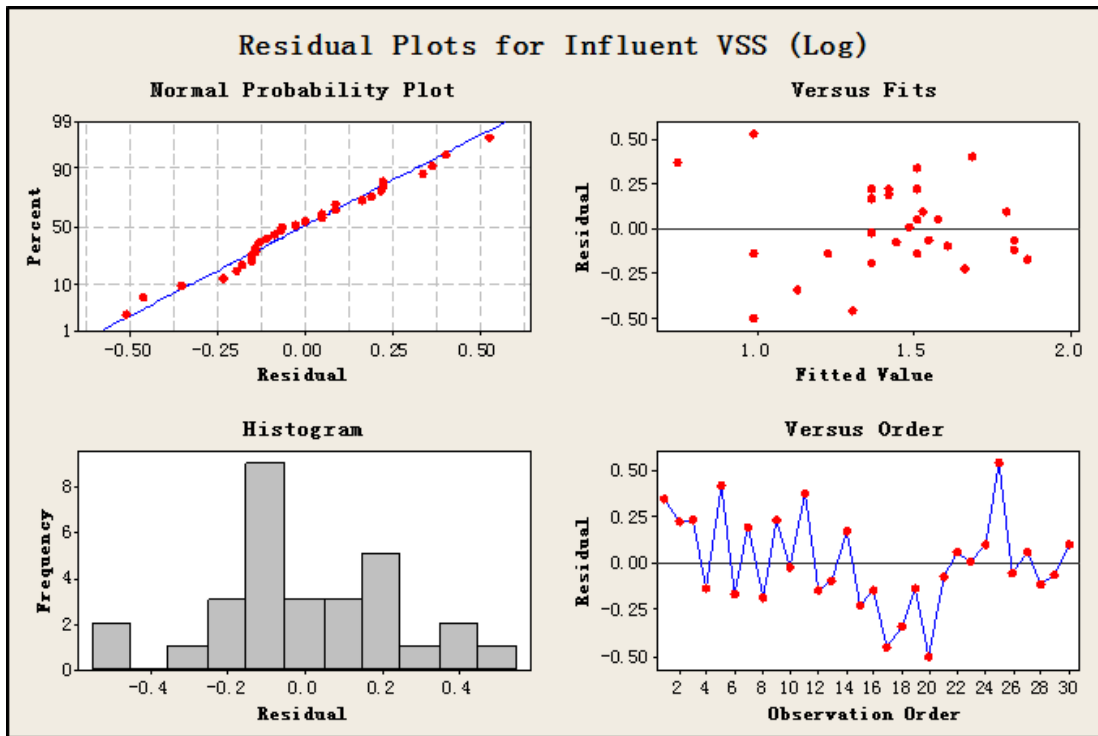 Residual Plots for Influent VSS (Log)
Normal Probability Plot
99
90
50
10
1
Percent
-0.50 -0.25 0.00 0.25 0.50
Residual
Versus Fits
0.50
0.25
0.00
-0.25
-0.50
Residual
1.0 1.5 2.0
Fitted Value
Histogram
8
6
4
2
0
Frequency
-0.4 -0.2 0.0 0.2 0.4
Residual
Versus Order
0.50
0.25
0.00
-0.25
-0.50
Residual
2 4 6 8 10 12 14 16 18 20 22 24 26 28 30
Observation Order